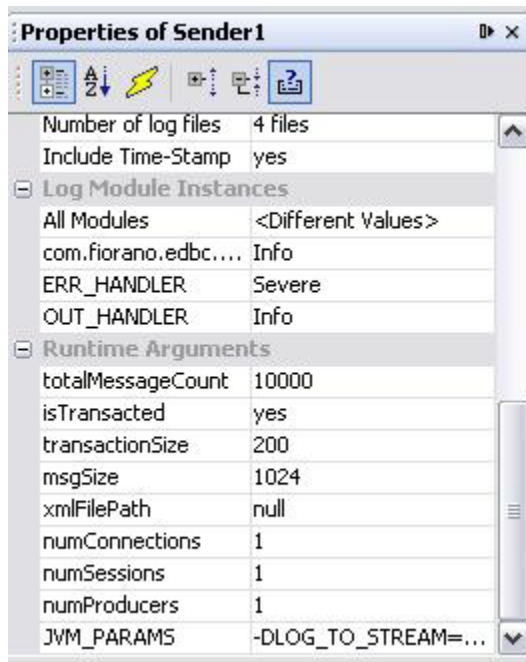 Properties of Sender1
Number of log files 4 files
Include Time-Stamp yes
Log Module Instances
All Modules <Different Values>
com.fiorano.edbc.... Info
ERR_HANDLER Severe
OUT_HANDLER Info
Runtime Arguments
totalMessageCount 10000
isTransacted yes
transactionSize 200
msgSize 1024
xmlFilePath null
numConnections 1
numSessions 1
numProducers 1
JVM_PARAMS -DLOG_TO_STREAM=...